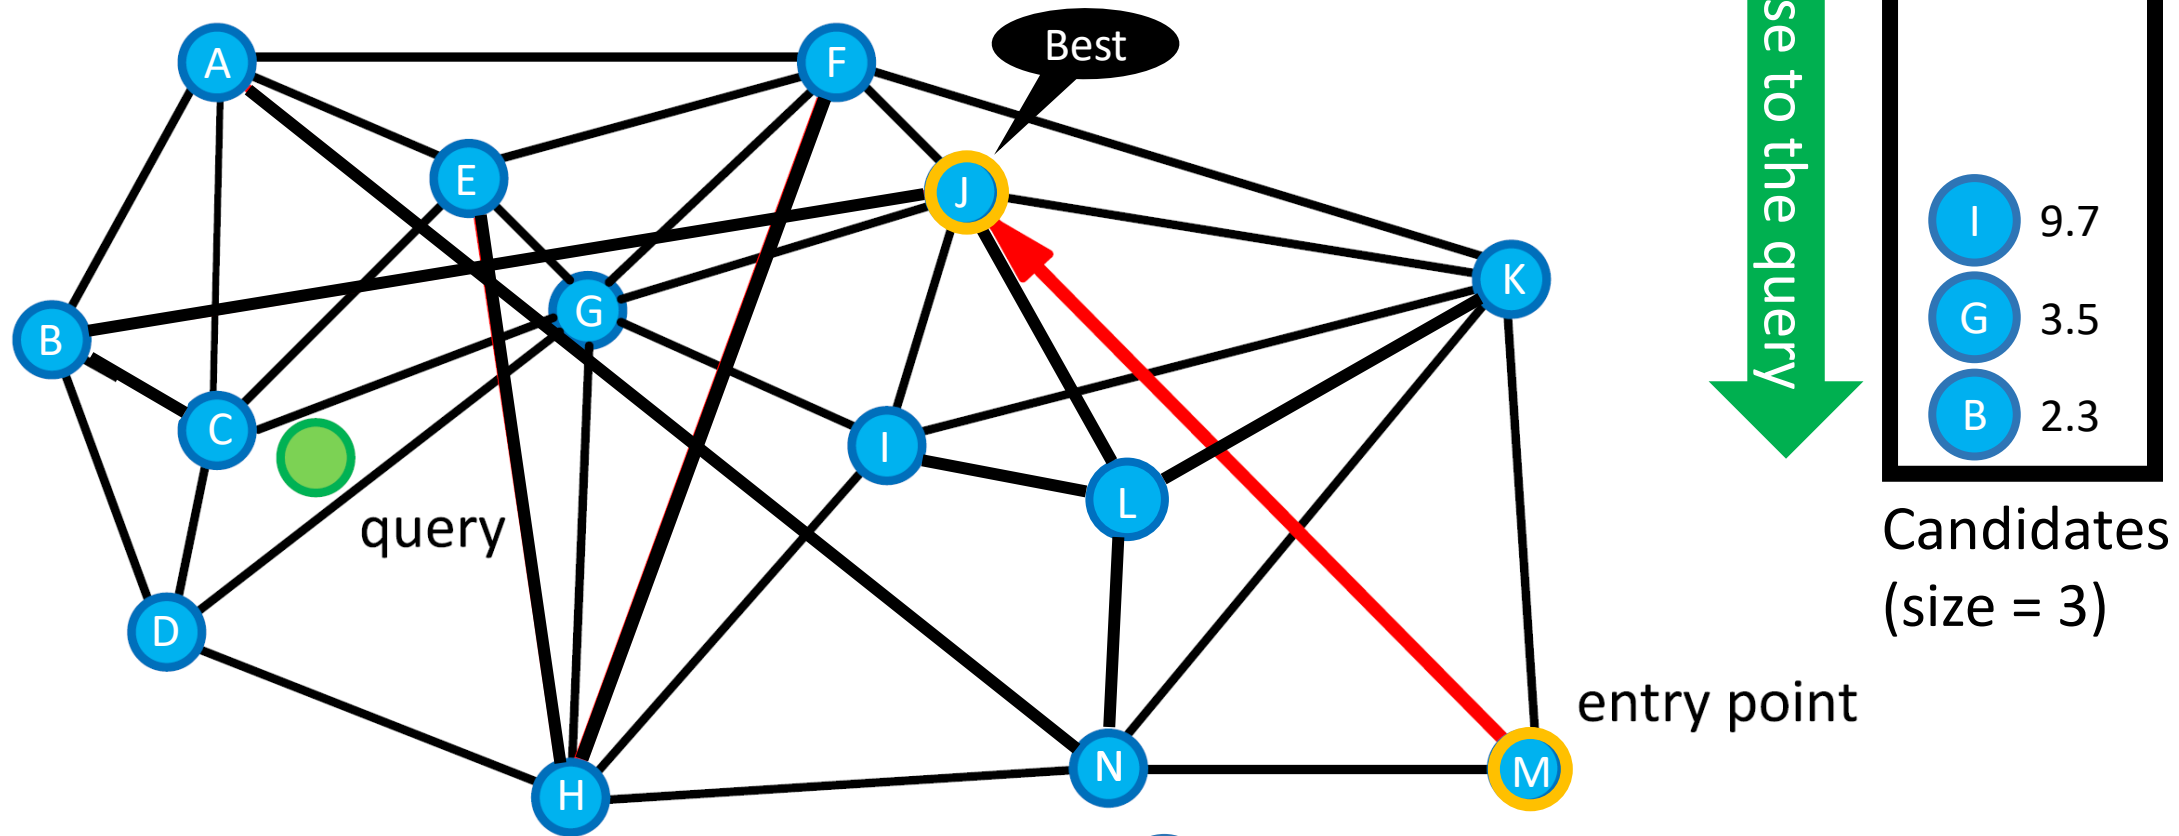 A
F
Best
E
J
K
G
B
C
I
L
query
D
H
N
M
entry point
se to the query
I 9.7
G 3.5
B 2.3
Candidates
(size = 3)